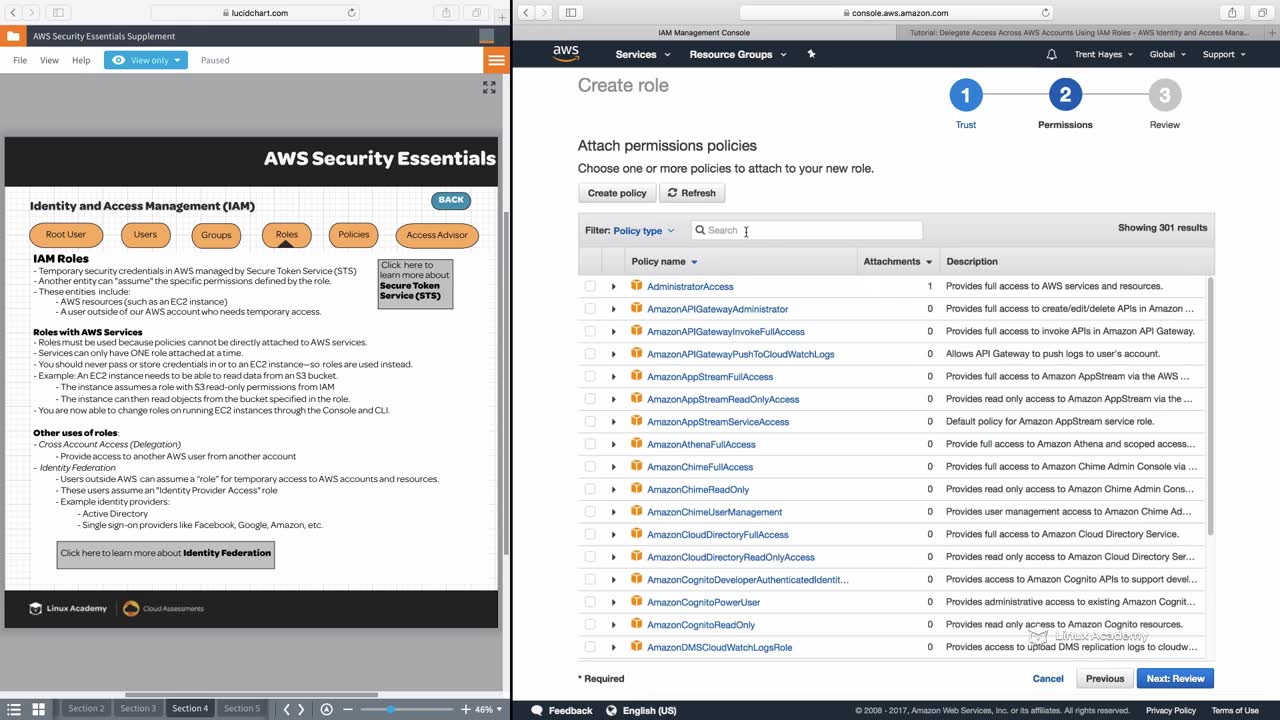 lucidchart.com
AWS Security Essentials Supplement
File View Help View only Paused
AWS Security Essentials
Identity and Access Management (IAM)
BACK
Root User Users Groups Roles Policies Access Advisor
IAM Roles
- Temporary security credentials in AWS managed by Secure Token Service (STS)
- Another entity can "assume" the specific permissions defined by the role.
- These entities include:
- AWS resources (such as an EC2 instance)
- A user outside of our AWS account who needs temporary access.
Click here to
learn more about
Secure Token
Service (STS)
Roles with AWS Services
- Roles must be used because policies cannot be directly attached to AWS services.
- Services can only have ONE role attached at a time.
- You should never pass or store credentials in or to an EC2 instance—so roles are used instead.
- Example: An EC2 instance needs to be able to read data from an S3 bucket.
- The instance assumes a role with S3 read-only permissions from IAM
- The instance can then read objects from the bucket specified in the role.
- You are now able to change roles on running EC2 instances through the Console and CLI.
Other uses of roles:
- Cross Account Access (Delegation)
- Provide access to another AWS user from another account
- Identity Federation
- Users outside AWS can assume a "role" for temporary access to AWS accounts and resources.
- These users assume an "Identity Provider Access" role
- Example identity providers:
- Active Directory
- Single sign-on providers like Facebook, Google, Amazon, etc.
Click here to learn more about Identity Federation
Linux Academy Cloud Assessments
Section 2 Section 3 Section 4 Section 5 46%
console.aws.amazon.com
IAM Management Console Tutorial: Delegate Access Across AWS Accounts Using IAM Roles - AWS Identity and Access Mana...
aws Services Resource Groups Trent Hayes Global Support
Create role
1 2 3
Trust Permissions Review
Attach permissions policies
Choose one or more policies to attach to your new role.
Create policy Refresh
Filter: Policy type Search Showing 301 results
Policy name Attachments Description
AdministratorAccess 1 Provides full access to AWS services and resources.
AmazonAPIGatewayAdministrator 0 Provides full access to create/edit/delete APIs in Amazon ...
AmazonAPIGatewayInvokeFullAccess 0 Provides full access to invoke APIs in Amazon API Gateway.
AmazonAPIGatewayPushToCloudWatchLogs 0 Allows API Gateway to push logs to user's account.
AmazonAppStreamFullAccess 0 Provides full access to Amazon AppStream via the AWS ...
AmazonAppStreamReadOnlyAccess 0 Provides read only access to Amazon AppStream via the ...
AmazonAppStreamServiceAccess 0 Default policy for Amazon AppStream service role.
AmazonAthenaFullAccess 0 Provide full access to Amazon Athena and scoped access...
AmazonChimeFullAccess 0 Provides full access to Amazon Chime Admin Console via ...
AmazonChimeReadOnly 0 Provides read only access to Amazon Chime Admin Cons...
AmazonChimeUserManagement 0 Provides user management access to Amazon Chime Ad...
AmazonCloudDirectoryFullAccess 0 Provides full access to Amazon Cloud Directory Service.
AmazonCloudDirectoryReadOnlyAccess 0 Provides read only access to Amazon Cloud Directory Ser...
AmazonCognitoDeveloperAuthenticatedIdentit... 0 Provides access to Amazon Cognito APIs to support devel...
AmazonCognitoPowerUser 0 Provides administrative access to existing Amazon Cognit...
AmazonCognitoReadOnly 0 Provides read only access to Amazon Cognito resources.
AmazonDMSCloudWatchLogsRole 0 Provides access to upload DMS replication logs to cloudw...
Linux Academy
* Required Cancel Previous Next: Review
Feedback English (US) © 2008 - 2017, Amazon Web Services, Inc. or its affiliates. All rights reserved. Privacy Policy Terms of Use